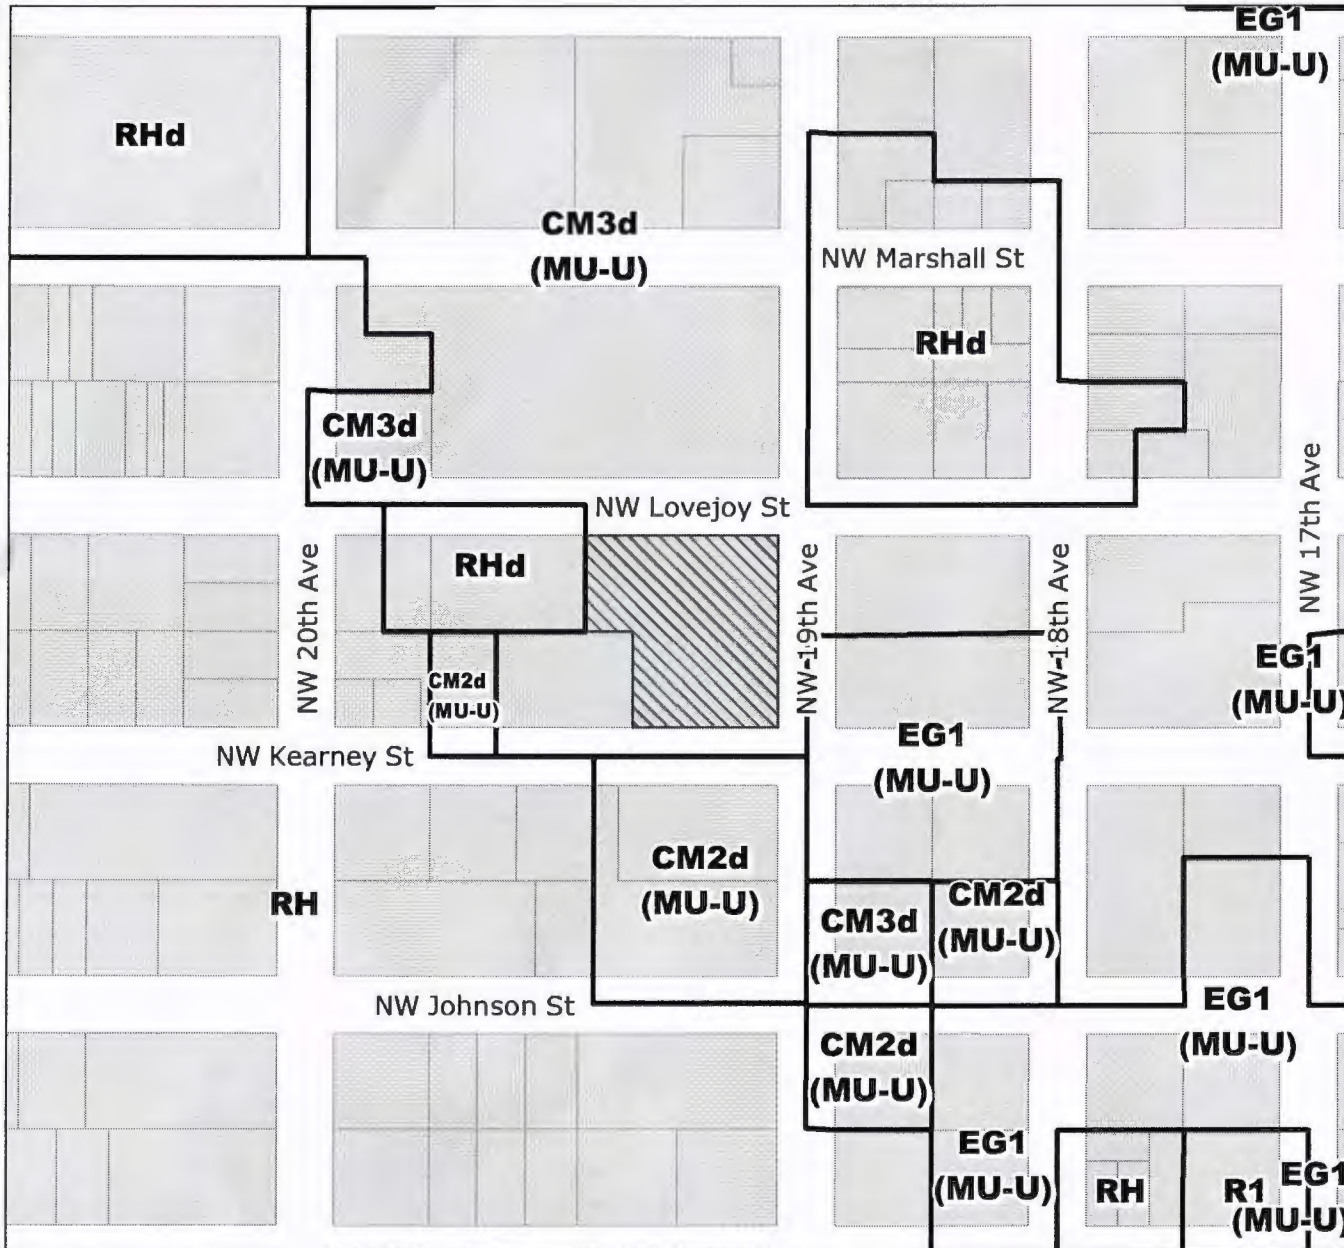 EG1
(MU-U)
RHd
CM3d
(MU-U)
NW Marshall St
RHd
CM3d
(MU-U)
NW Lovejoy St
NW 17th Ave
RHd
NW 20th Ave
NW 19th Ave
NW 18th Ave
EG1
(MU-U)
CM2d
(MU-U)
NW Kearney St
EG1
(MU-U)
CM2d
(MU-U)
RH
CM3d
(MU-U)
CM2d
(MU-U)
NW Johnson St
EG1
(MU-U)
CM2d
(MU-U)
EG1
(MU-U)
RH
R1
EG1
(MU-U)